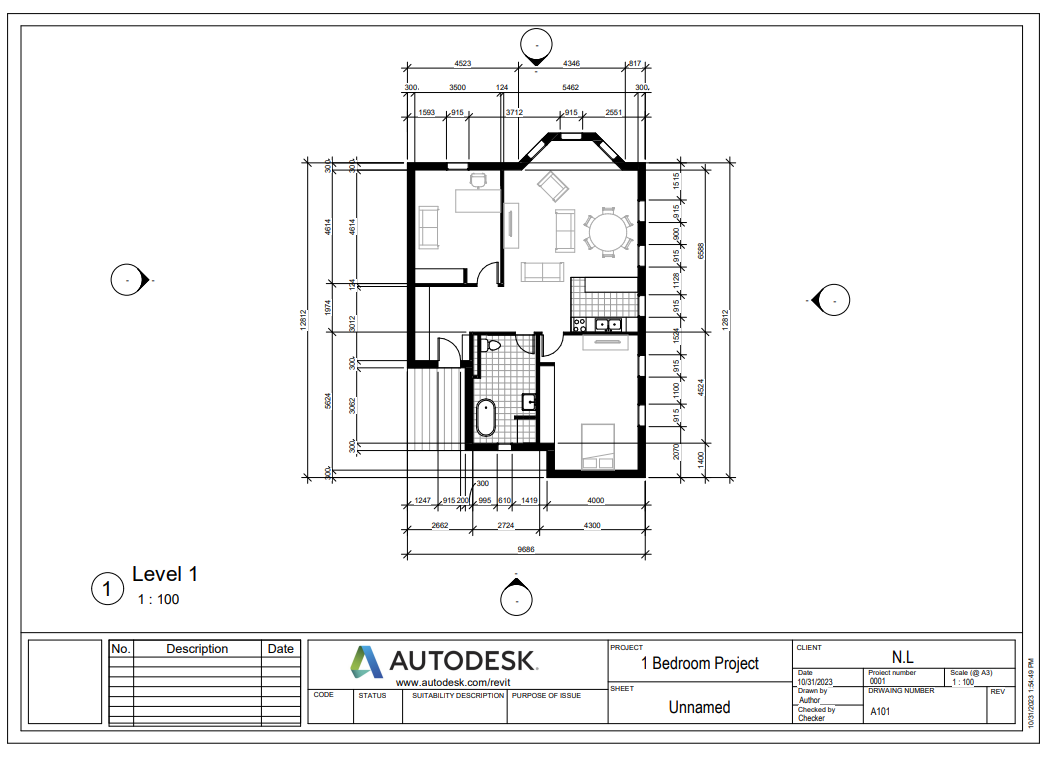 4523 4346 817
300 3500 124 5462 300
1593 915 3712 915 2551
300
4614
1974
5624
300
300
4614
124
3012
300
3062
300
12812
1515
915
900
915
1128
915
1524
915
1100
915
2070
6588
4524
1400
12812
300
1247 915 200 995 610 1419 4000
2662 2724 4300
9686
1
Level 1
1 : 100
No. Description Date
AUTODESK.
www.autodesk.com/revit
CODE STATUS SUITABILITY DESCRIPTION PURPOSE OF ISSUE
PROJECT
1 Bedroom Project
SHEET
Unnamed
CLIENT
N.L
Date
10/31/2023
Project number
0001
Scale (@ A3)
1 : 100
Drawn by
Author
Checked by
Checker
DRWAING NUMBER
A101
REV
10/31/2023 1:54:49 PM